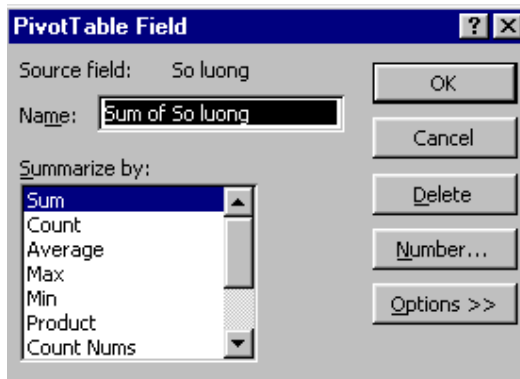 PivotTable Field
Source field: So luong
Name: Sum of So luong
Summarize by:
Sum
Count
Average
Max
Min
Product
Count Nums
OK
Cancel
Delete
Number...
Options >>